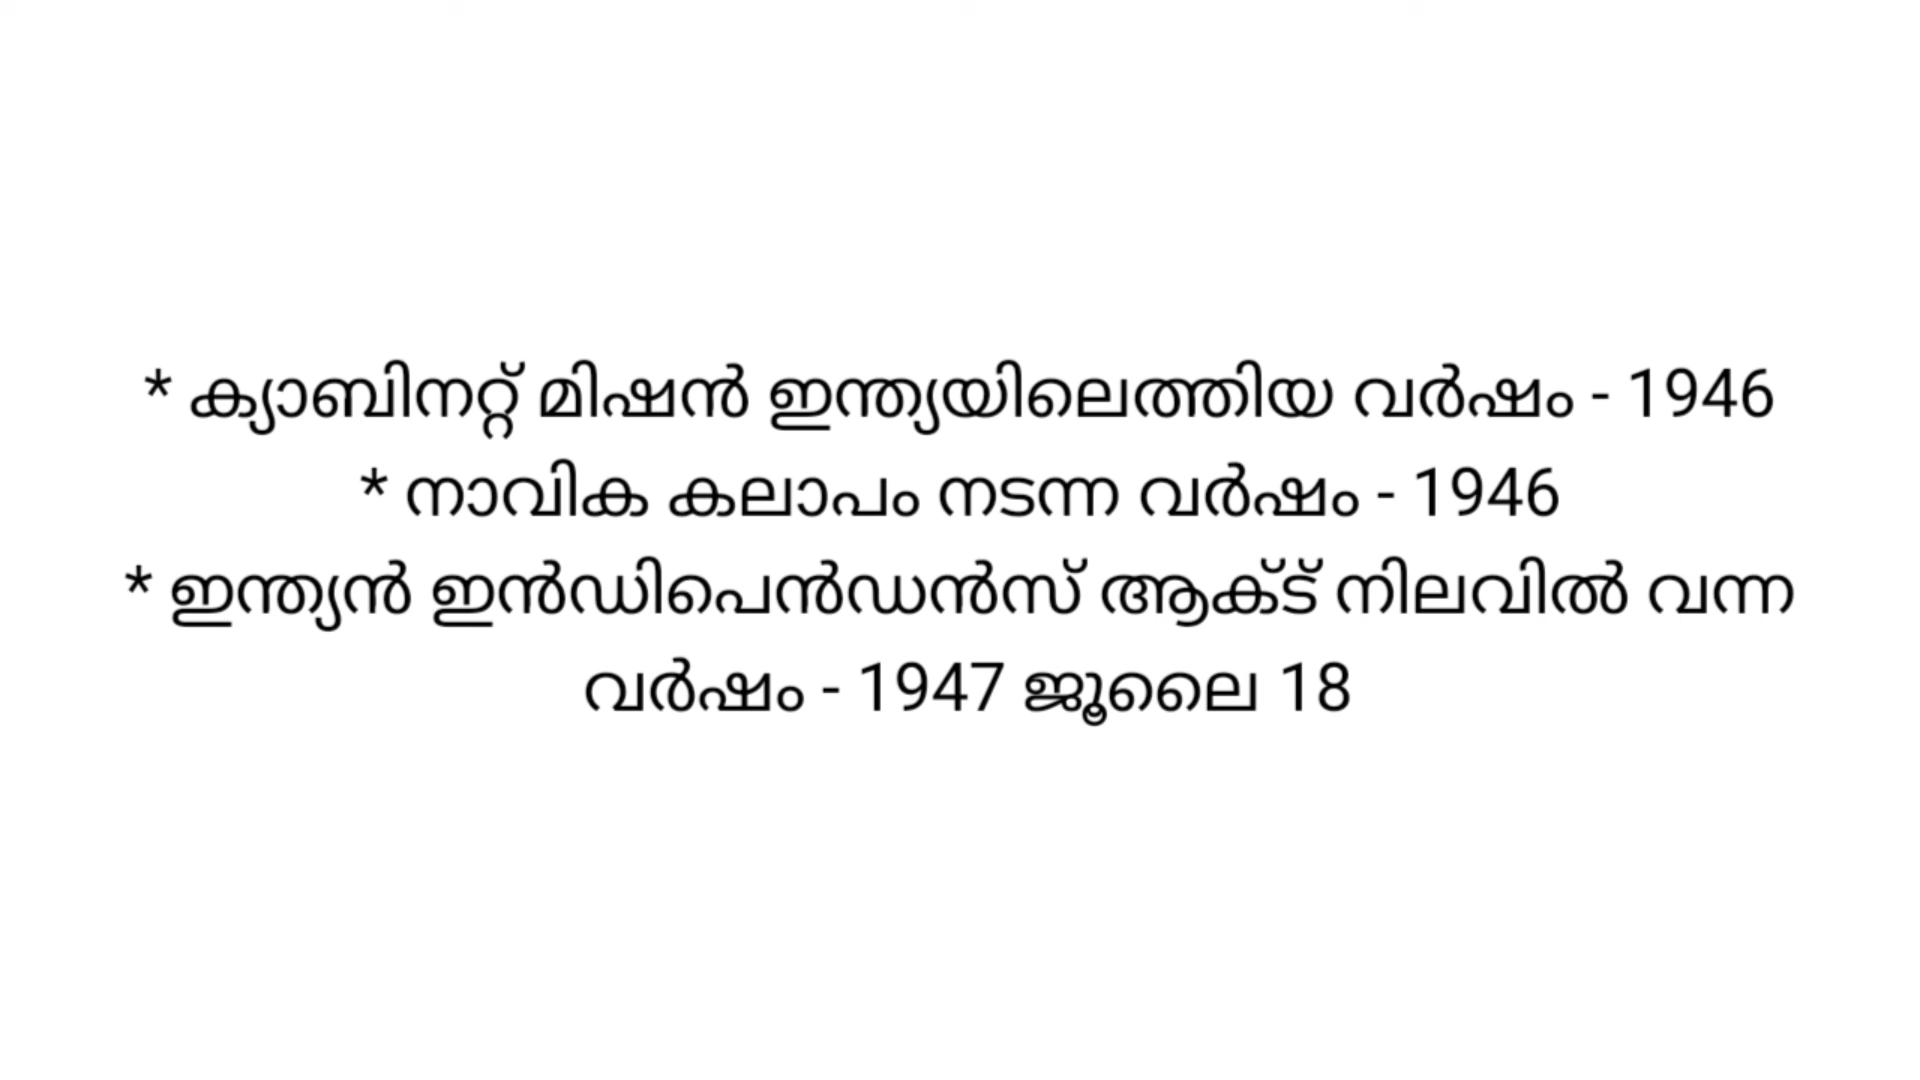 * ക്യാബിനറ്റ് മിഷൻ ഇന്ത്യയിലെത്തിയ വർഷം - 1946
* നാവിക കലാപം നടന്ന വർഷം - 1946
* ഇന്ത്യൻ ഇൻഡിപെൻഡൻസ് ആക്ട് നിലവിൽ വന്ന
വർഷം - 1947 ജൂലൈ 18